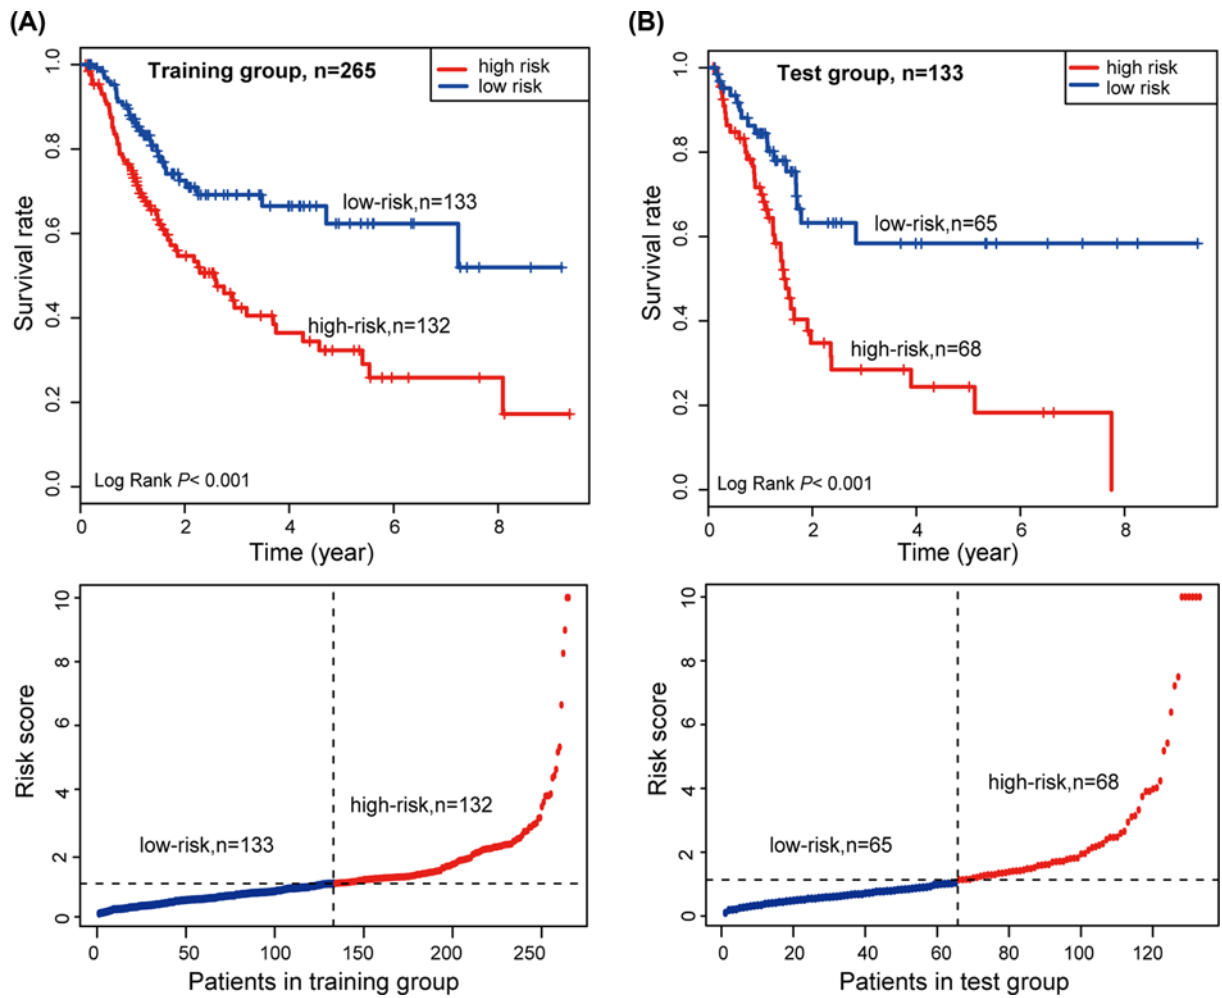 (A)
Training group, n=265
high risk
low risk
Survival rate
1.0
0.8
0.6
0.4
0.2
0.0
low-risk,n=133
high-risk,n=132
Log Rank P< 0.001
0 2 4 6 8
Time (year)
(B)
Test group, n=133
high risk
low risk
Survival rate
1.0
0.8
0.6
0.4
0.2
0.0
low-risk,n=65
high-risk,n=68
Log Rank P< 0.001
0 2 4 6 8
Time (year)
Risk score
10
8
6
4
2
0
high-risk,n=132
low-risk,n=133
0 50 100 150 200 250
Patients in training group
Risk score
10
8
6
4
2
0
high-risk,n=68
low-risk,n=65
0 20 40 60 80 100 120
Patients in test group